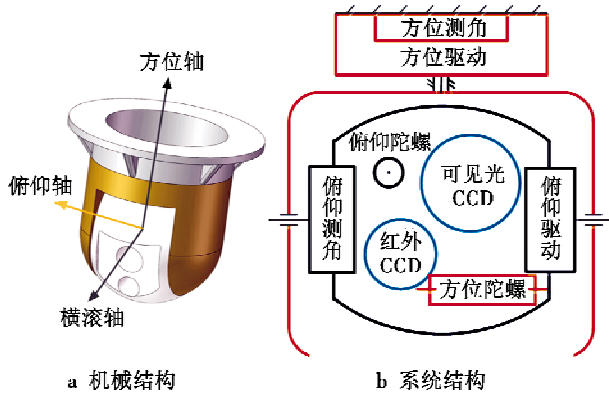 方位轴
俯仰轴
横滚轴
a 机械结构
方位测角
方位驱动
俯仰陀螺
可见光
CCD
俯仰测角
俯仰驱动
红外
CCD
方位陀螺
b 系统结构